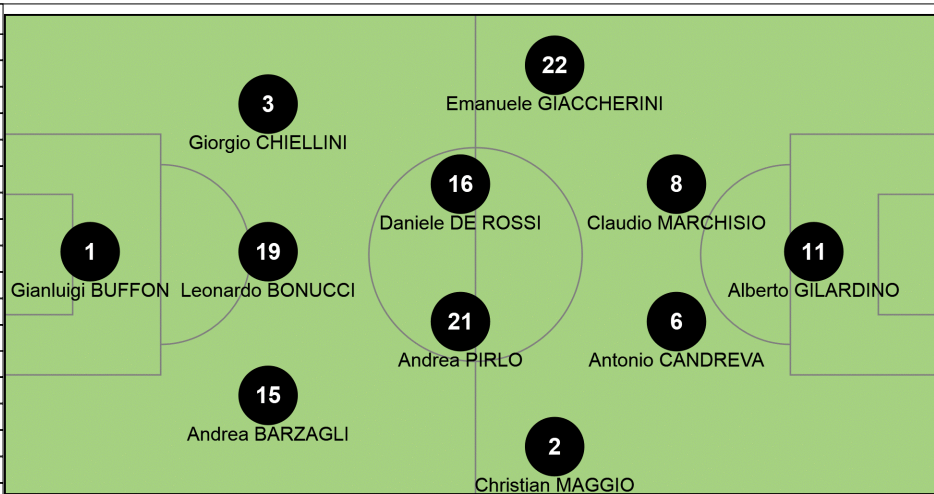 22
Emanuele GIACCHERINI
3
Giorgio CHIELLINI
16
Daniele DE ROSSI
8
Claudio MARCHISIO
1
Gianluigi BUFFON
19
Leonardo BONUCCI
11
Alberto GILARDINO
21
Andrea PIRLO
6
Antonio CANDREVA
15
Andrea BARZAGLI
2
Christian MAGGIO